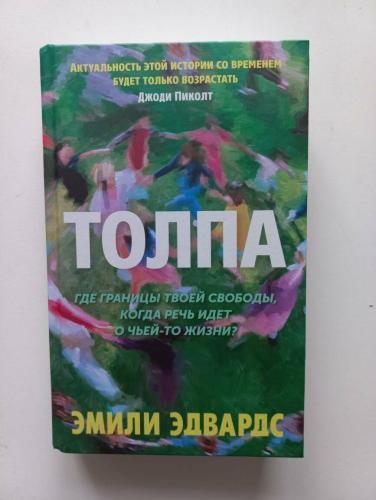 Актуальность этой истории со временем
будет только возрастать
Джоди Пиколт
ТОЛПА
ГДЕ ГРАНИЦЫ ТВОЕЙ СВОБОДЫ,
КОГДА РЕЧЬ ИДЕТ
О ЧЬЕЙ-ТО ЖИЗНИ?
ЭМИЛИ ЭДВАРДС